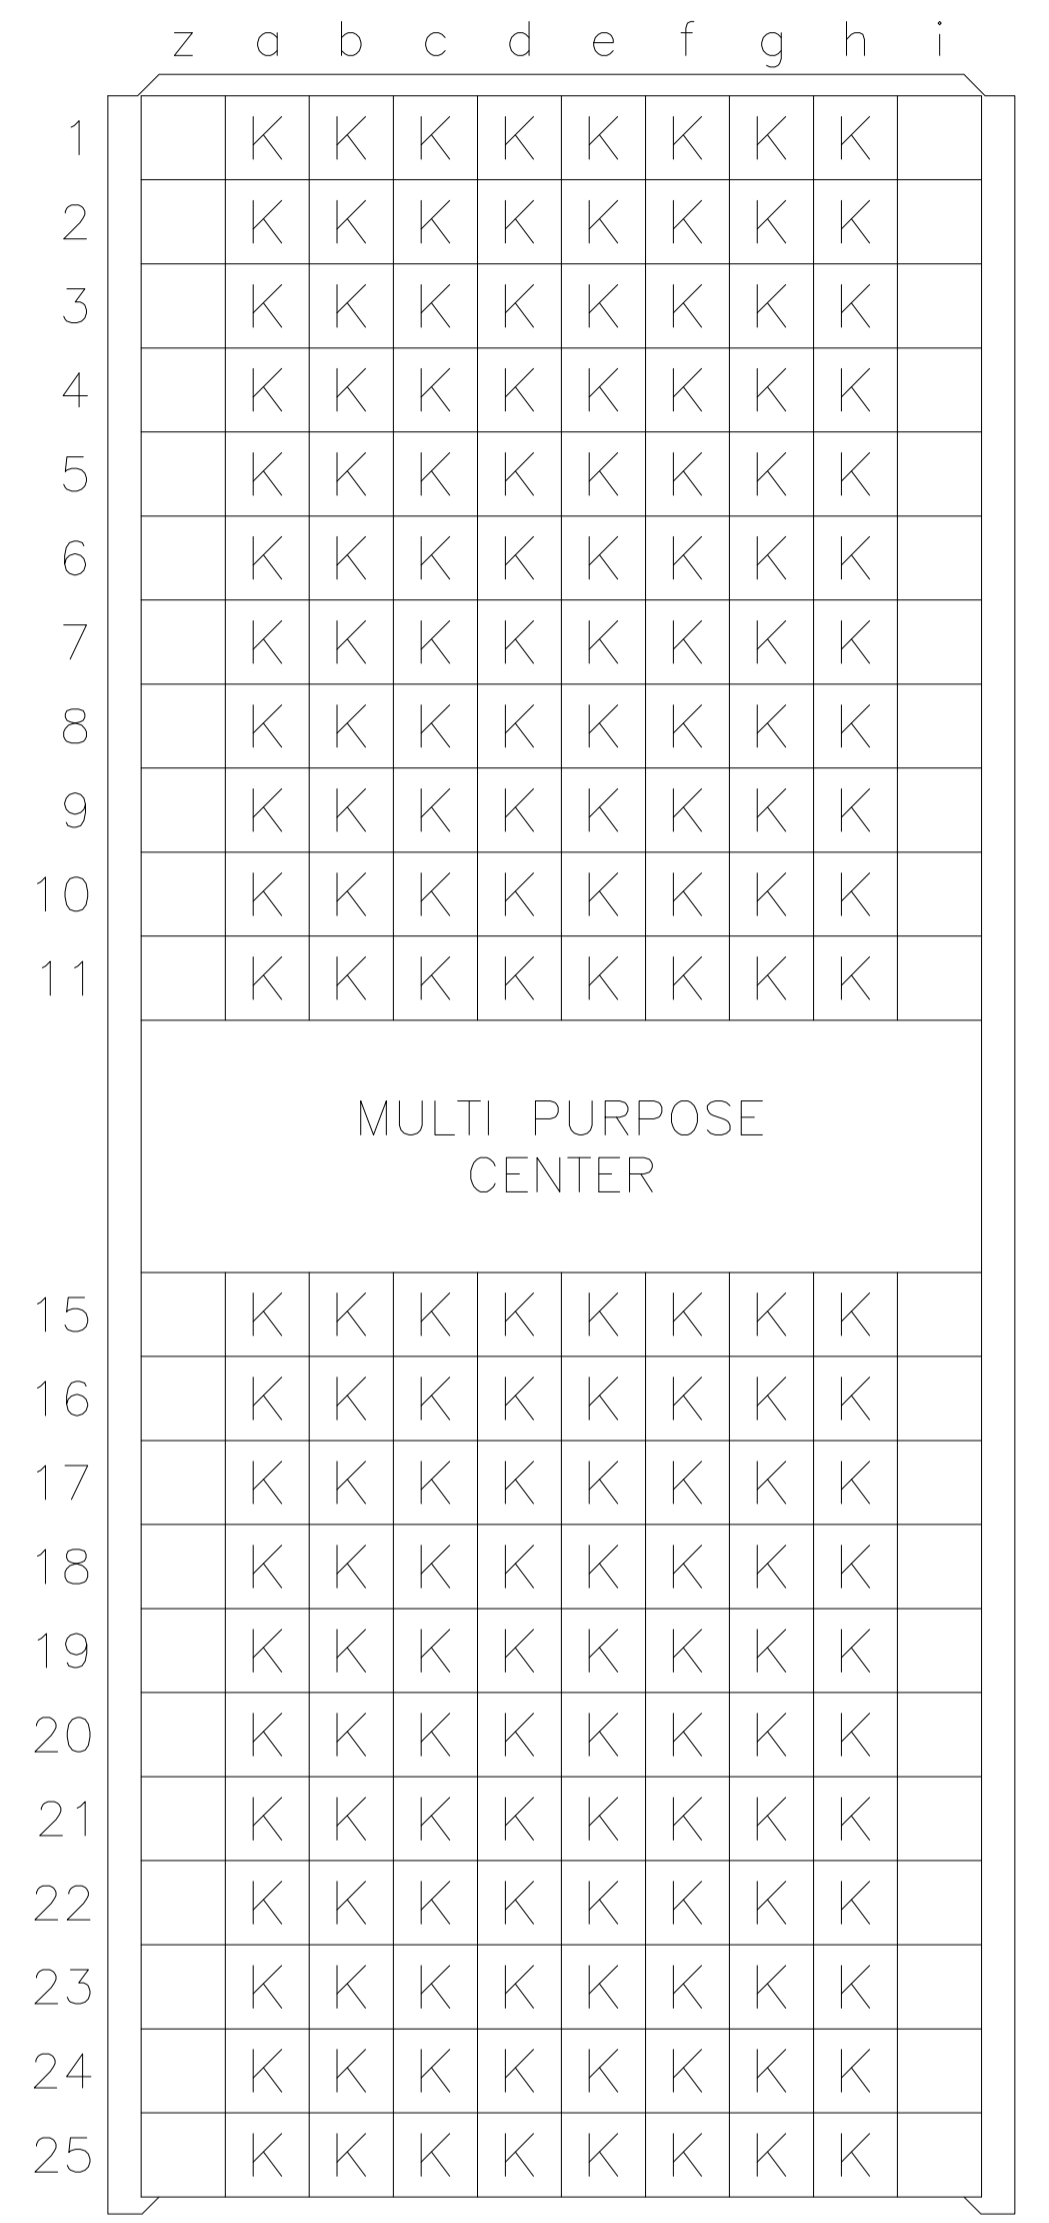 z a b c d e f g h i
1 K K K K K K K K
2 K K K K K K K K
3 K K K K K K K K
4 K K K K K K K K
5 K K K K K K K K
6 K K K K K K K K
7 K K K K K K K K
8 K K K K K K K K
9 K K K K K K K K
10 K K K K K K K K
11 K K K K K K K K
MULTI PURPOSE
CENTER
15 K K K K K K K K
16 K K K K K K K K
17 K K K K K K K K
18 K K K K K K K K
19 K K K K K K K K
20 K K K K K K K K
21 K K K K K K K K
22 K K K K K K K K
23 K K K K K K K K
24 K K K K K K K K
25 K K K K K K K K